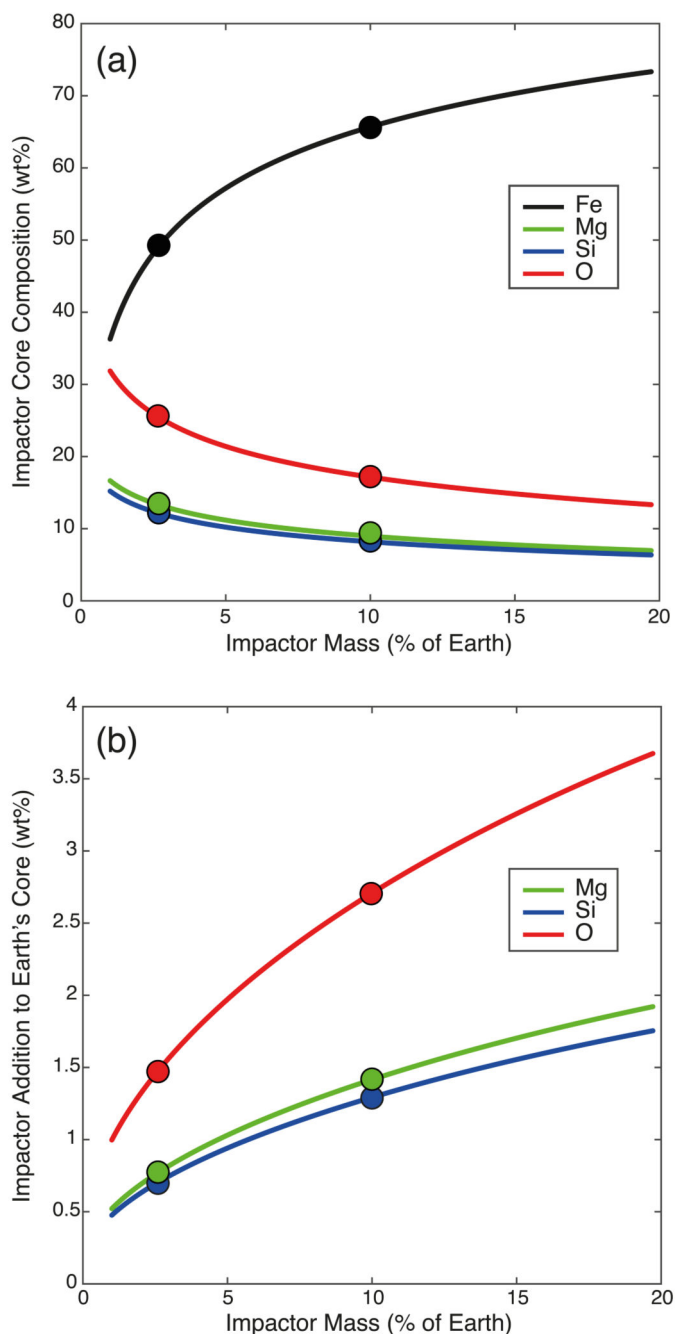 (a)
Impactor Core Composition (wt%)
80
70
60
50
40
30
20
10
0
Fe
Mg
Si
O
0 5 10 15 20
Impactor Mass (% of Earth)
(b)
Impactor Addition to Earth's Core (wt%)
4
3.5
3
2.5
2
1.5
1
0.5
0
Mg
Si
O
0 5 10 15 20
Impactor Mass (% of Earth)